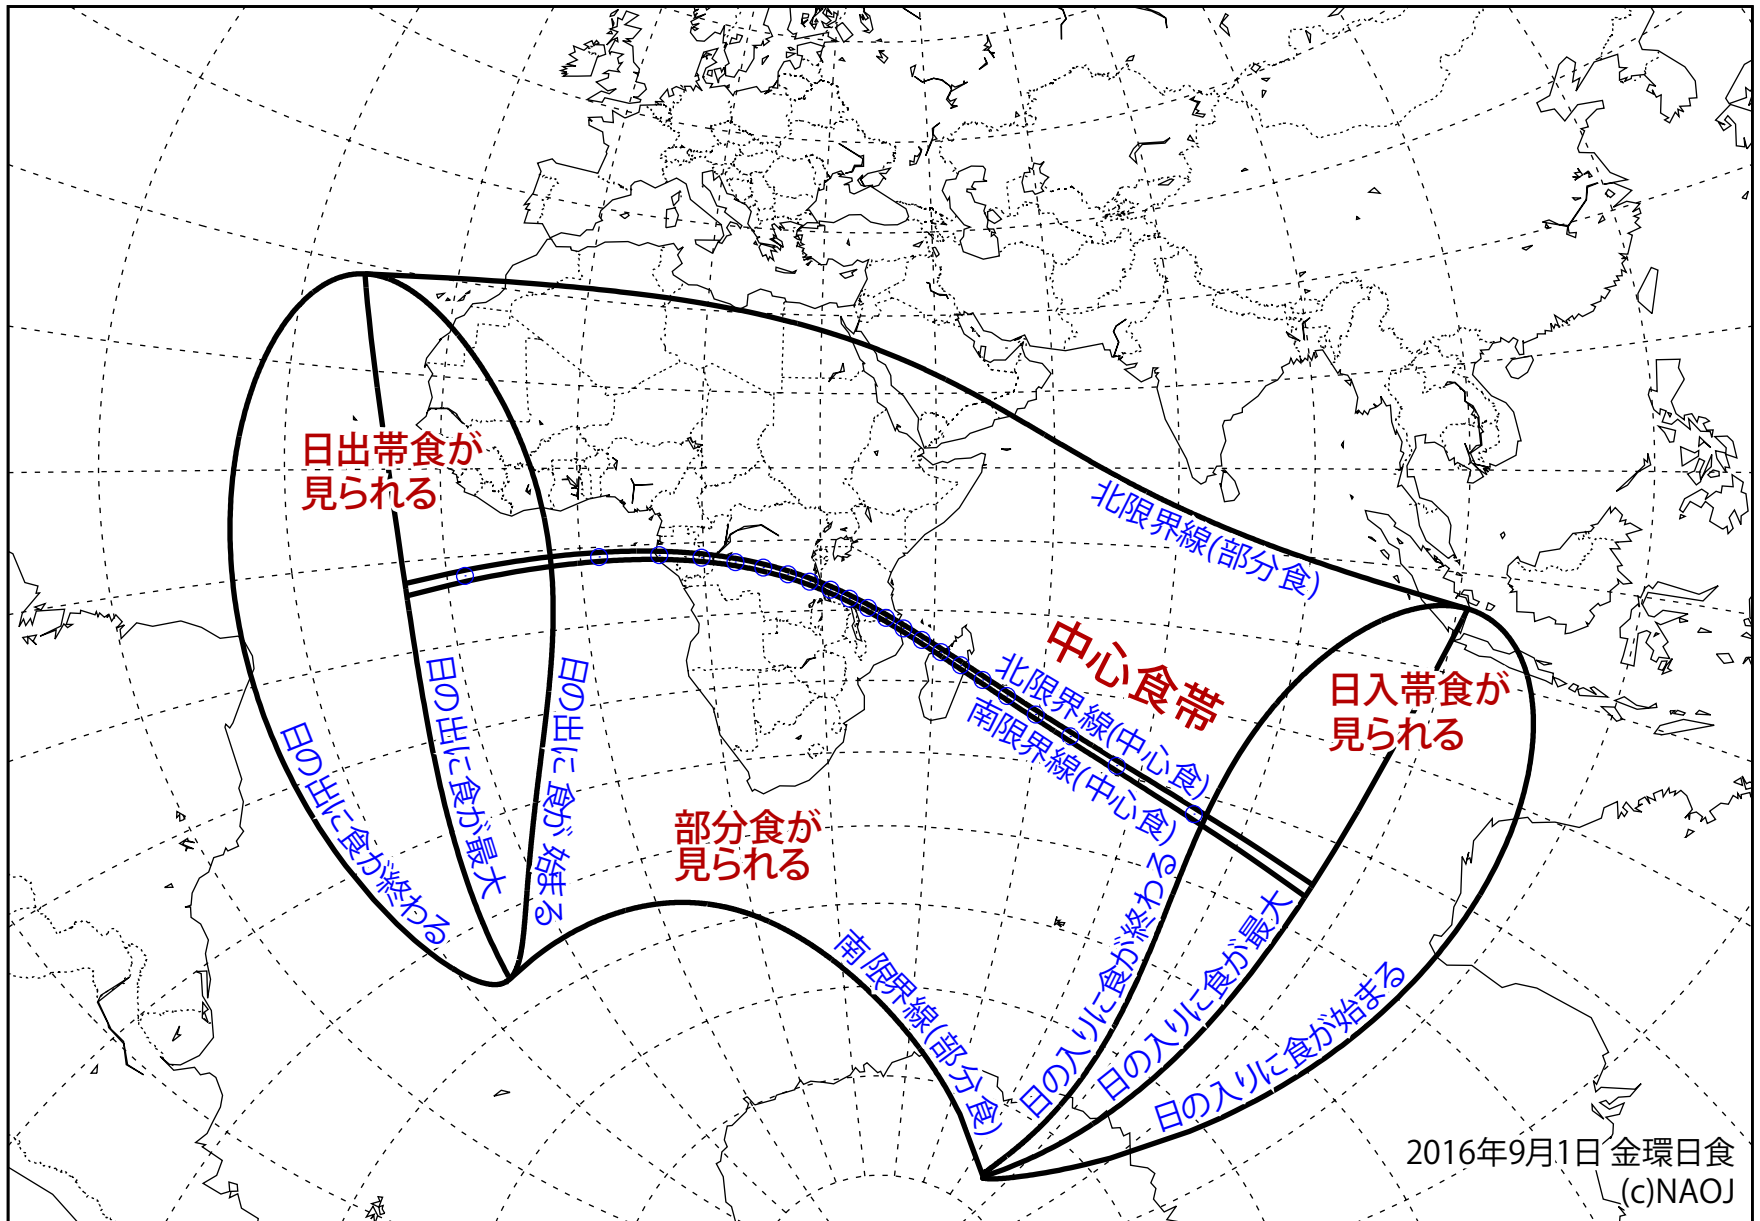 日出帯食が
見られる
北限界線(部分食)
中心食帯
北限界線(中心食)
南限界線(中心食)
日入帯食が
見られる
日の出に食が終わる
日の出に食が最大
日の出に食が始まる
部分食が
見られる
南限界線(部分食)
日の入りに食が終わる
日の入りに食が最大
日の入りに食が始まる
2016年9月1日 金環日食
(c)NAOJ